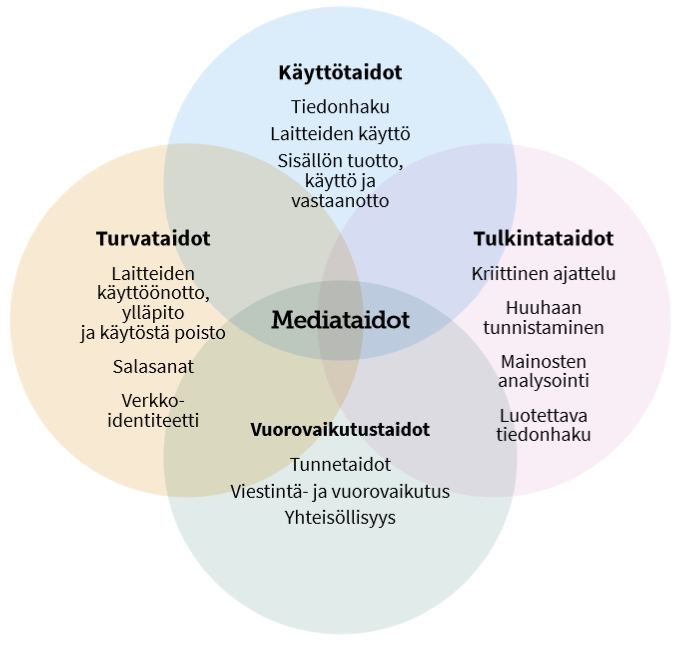 Käyttötaidot
Tiedonhaku
Laitteiden käyttö
Sisällön tuotto,
käyttö ja
vastaanotto
Turvataidot
Laitteiden
käyttöönotto,
ylläpito
ja käytöstä poisto
Salasanat
Verkko-
identiteetti
Tulkintataidot
Kriittinen ajattelu
Huuhaan
tunnistaminen
Mainosten
analysointi
Luotettava
tiedonhaku
Mediataidot
Vuorovaikutustaidot
Tunnetaidot
Viestintä- ja vuorovaikutus
Yhteisöllisyys